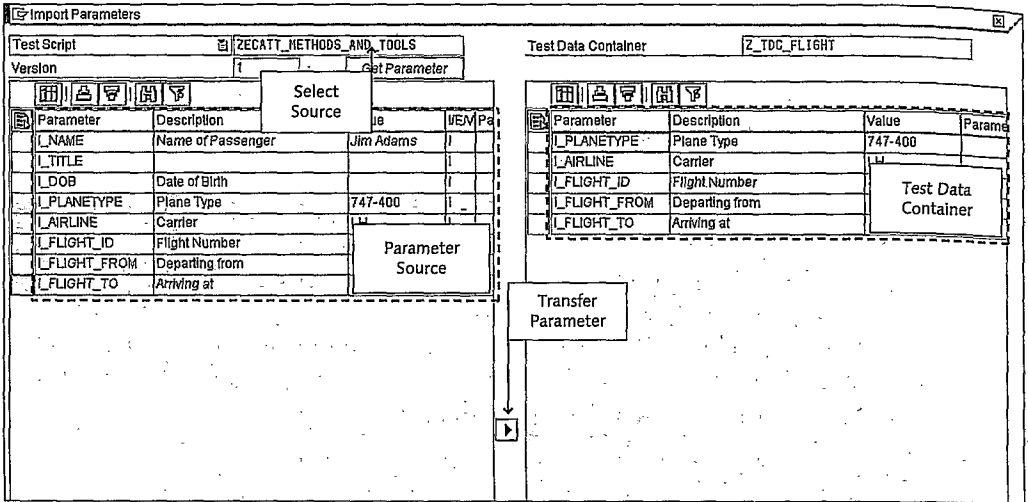 Import Parameters
Test Script ZECATT_METHODS_AND_TOOLS Test Data Container Z_TDC_FLIGHT
Version 1 Get Parameter
Select Source
Parameter Description I/E/V Pa
I_NAME Name of Passenger Jim Adams I
I_TITLE I
I_DOB Date of Birth I
I_PLANETYPE Plane Type 747-400 I
I_AIRLINE Carrier
I_FLIGHT_ID Flight Number
I_FLIGHT_FROM Departing from
I_FLIGHT_TO Arriving at
Parameter Source
Transfer Parameter
Parameter Description Value Parame
I_PLANETYPE Plane Type 747-400
I_AIRLINE Carrier
I_FLIGHT_ID Flight Number
I_FLIGHT_FROM Departing from
I_FLIGHT_TO Arriving at
Test Data Container